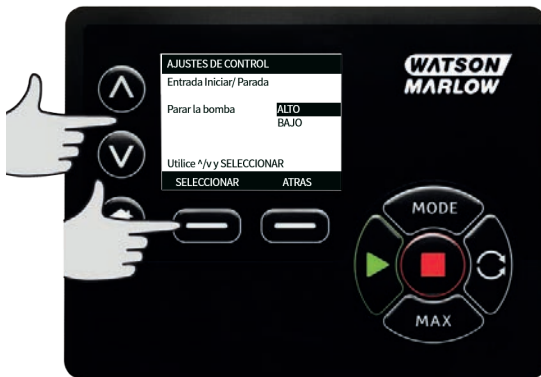 AJUSTES DE CONTROL
WATSON
MARLOW
Entrada Iniciar/ Parada
Parar la bomba ALTO
BAJO
Utilice ^/v y SELECCIONAR
SELECCIONAR ATRAS
MODE
MAX